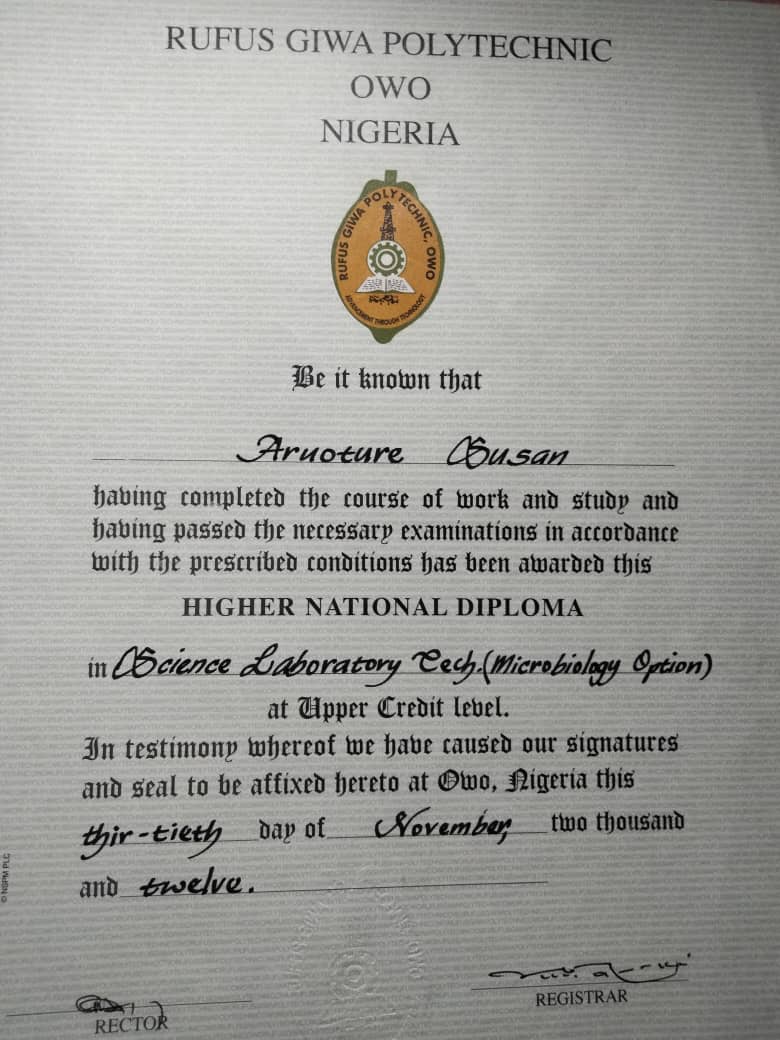 RUFUS GIWA POLYTECHNIC
OWO
NIGERIA
RUFUS GIWA POLYTECHNIC, OWO
ADVANCEMENT THROUGH TECHNOLOGY
Be it known that
Aruoture Susan
having completed the course of work and study and
having passed the necessary examinations in accordance
with the prescribed conditions has been awarded this
HIGHER NATIONAL DIPLOMA
in Science Laboratory Tech. (Microbiology Option)
at Upper Credit level.
In testimony whereof we have caused our signatures
and seal to be affixed hereto at Owo, Nigeria this
thir-tieth day of November, two thousand
and twelve.
© NSPM PLC
RECTOR
REGISTRAR